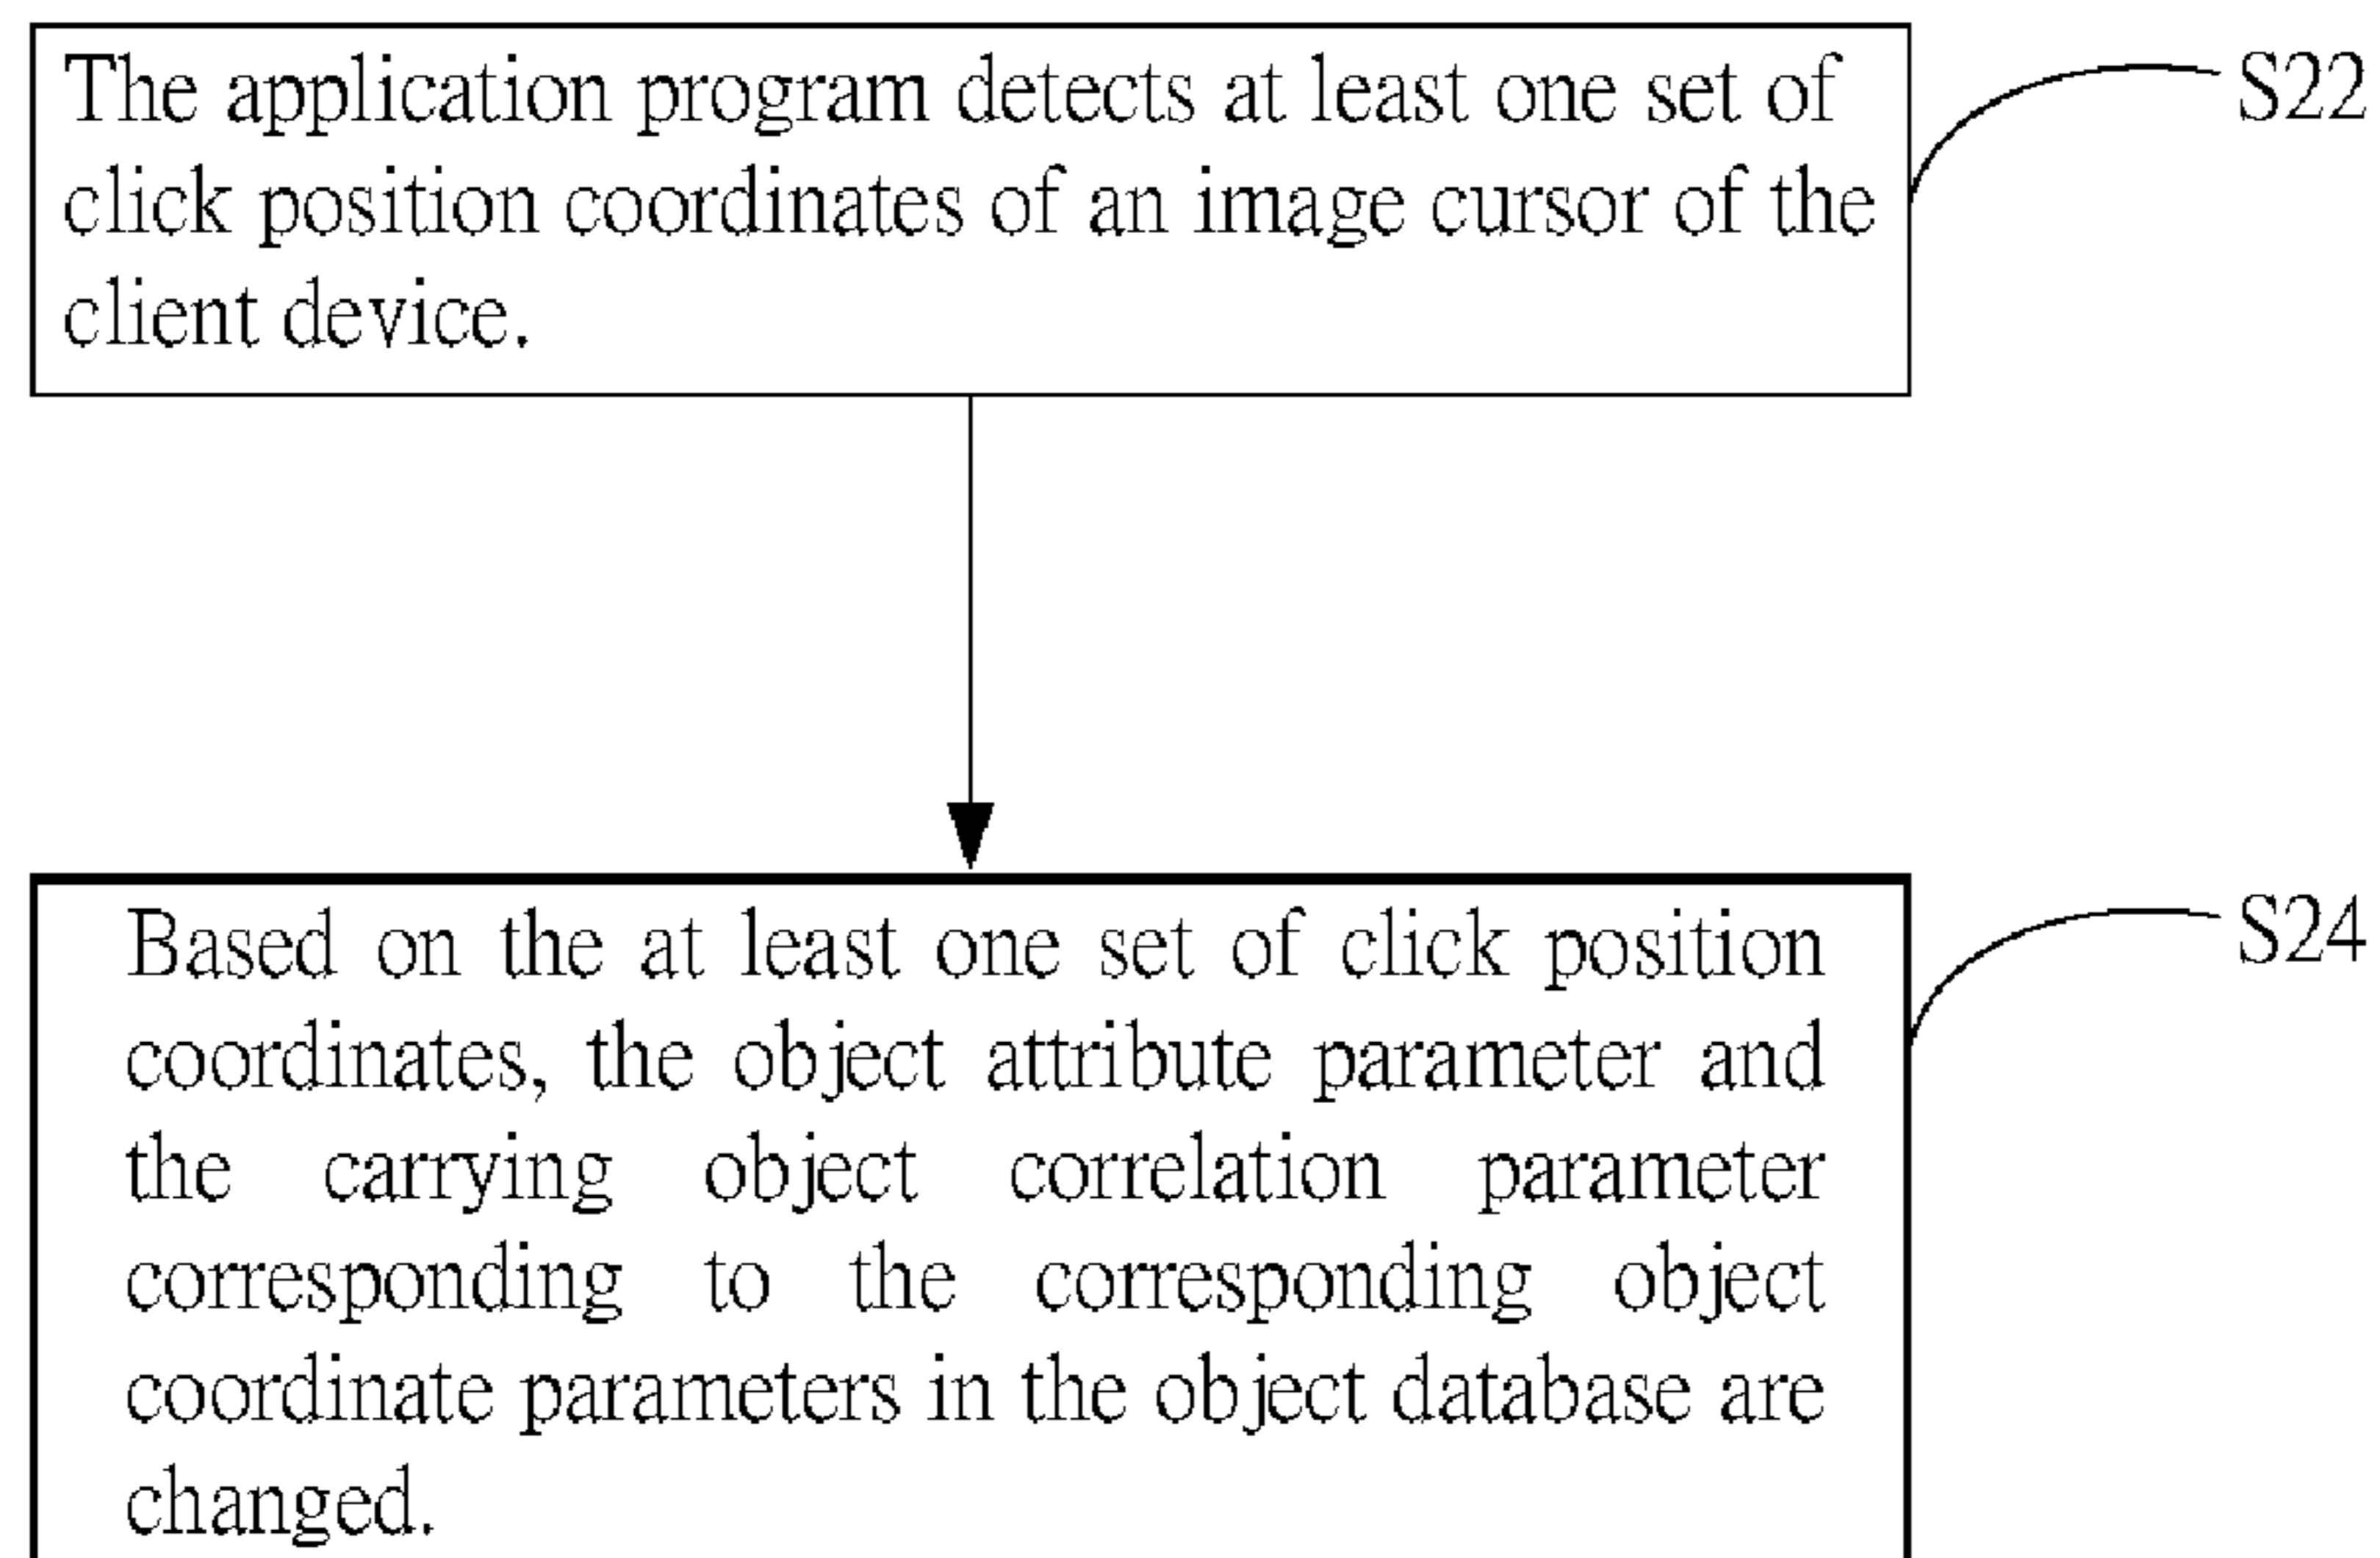 The application program detects at least one set of
click position coordinates of an image cursor of the
client device.
S22
Based on the at least one set of click position
coordinates, the object attribute parameter and
the carrying object correlation parameter
corresponding to the corresponding object
coordinate parameters in the object database are
changed.
S24